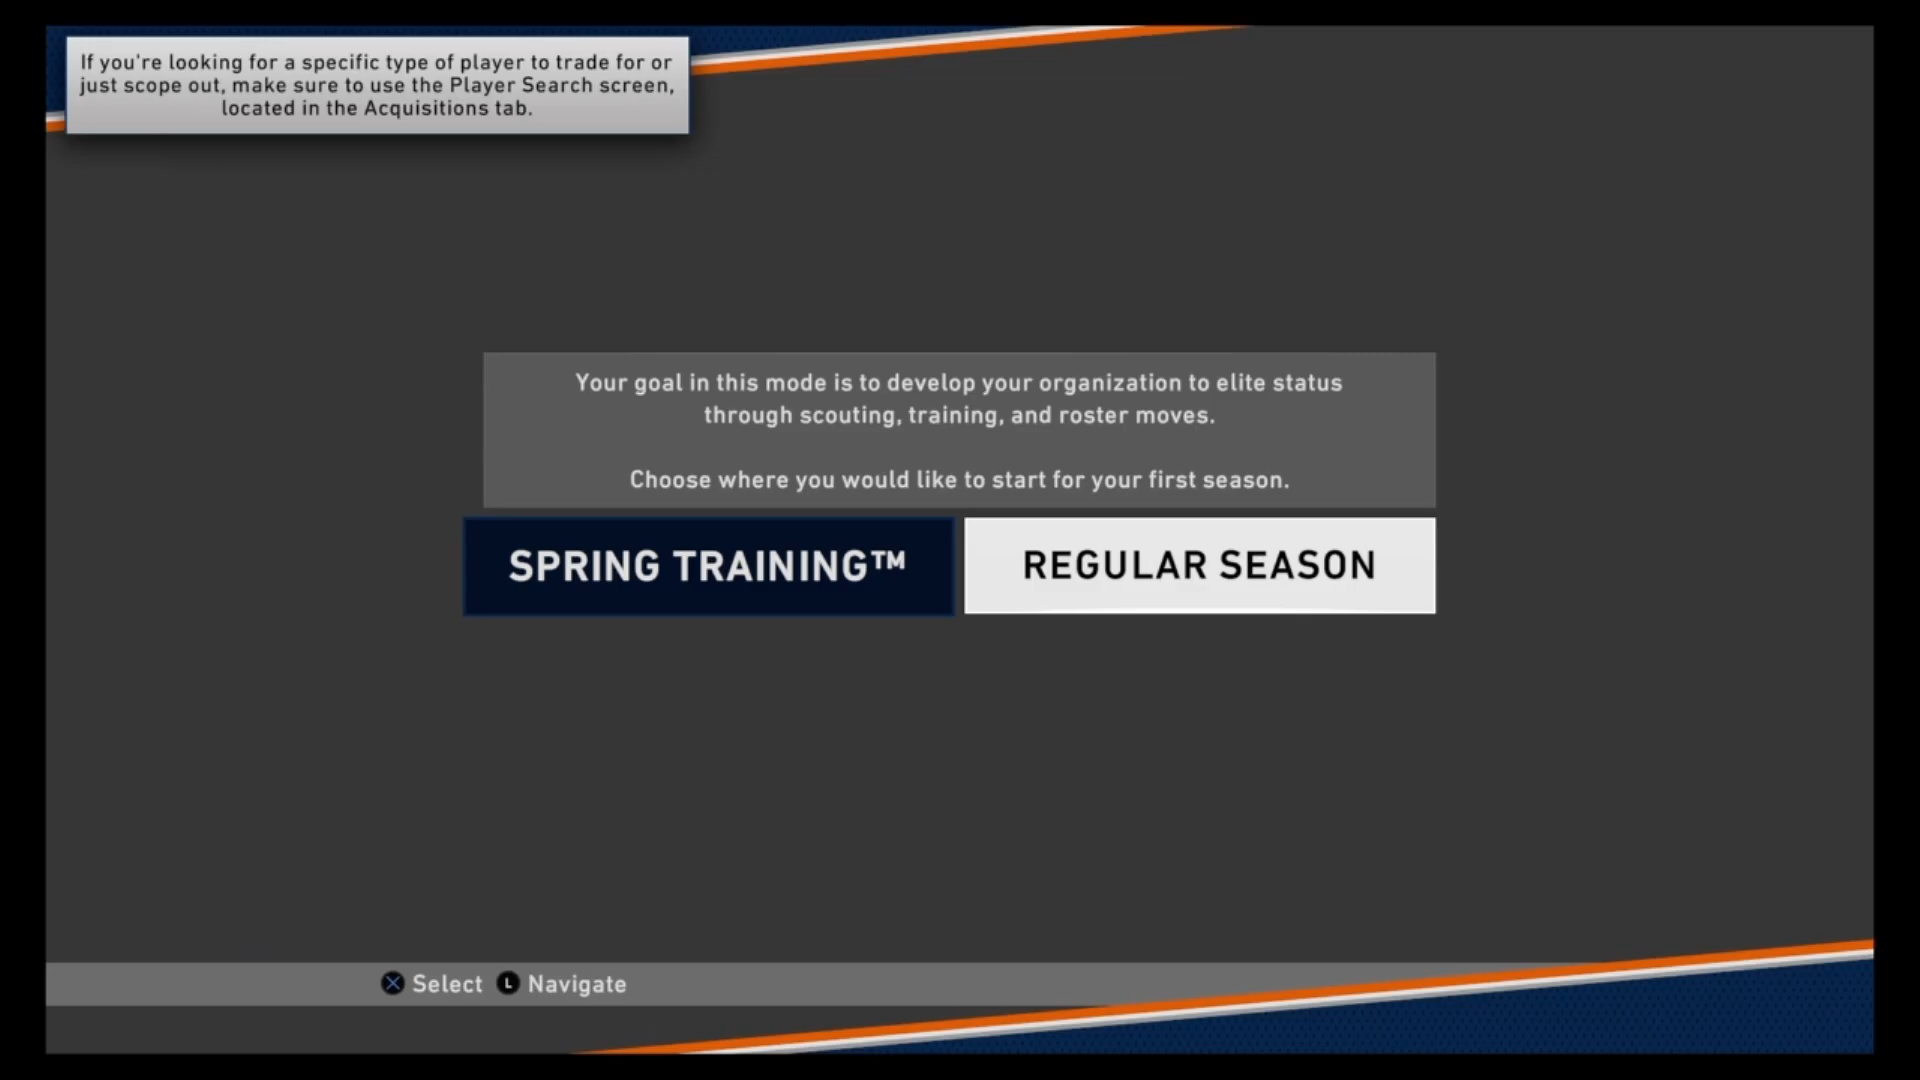 If you're looking for a specific type of player to trade for or
just scope out, make sure to use the Player Search screen,
located in the Acquisitions tab.
Your goal in this mode is to develop your organization to elite status
through scouting, training, and roster moves.
Choose where you would like to start for your first season.
SPRING TRAINING™ REGULAR SEASON
Select L Navigate